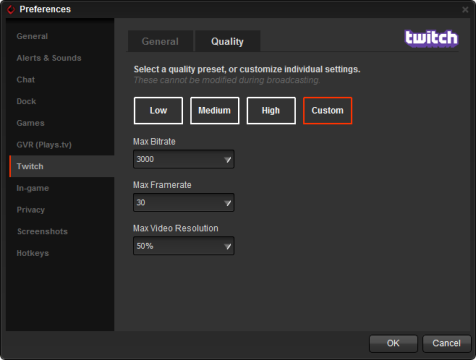 Preferences
General
Alerts & Sounds
Chat
Dock
Games
GVR (Plays.tv)
Twitch
In-game
Privacy
Screenshots
Hotkeys
General
Quality
twitch
Select a quality preset, or customize individual settings.
These cannot be modified during broadcasting.
Low
Medium
High
Custom
Max Bitrate
3000
Max Framerate
30
Max Video Resolution
50%
OK
Cancel